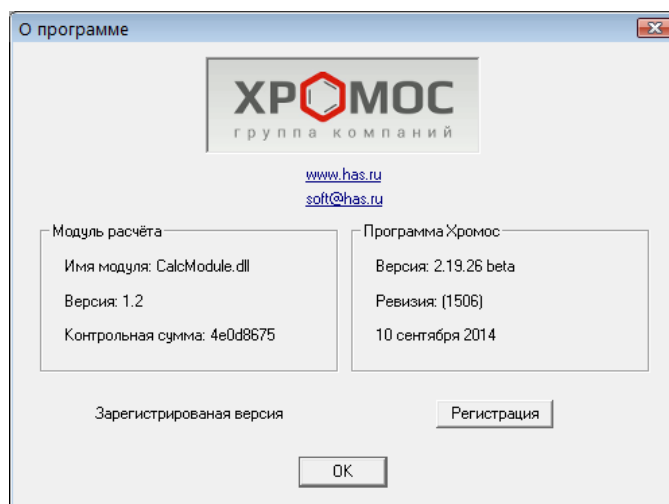 О программе
ХРОМОС
группа компаний
www.has.ru
soft@has.ru
Модуль расчёта
Имя модуля: CalcModule.dll
Версия: 1.2
Контрольная сумма: 4e0d8675
Программа Хромос
Версия: 2.19.26 beta
Ревизия: (1506)
10 сентября 2014
Зарегистрированая версия
Регистрация
OK